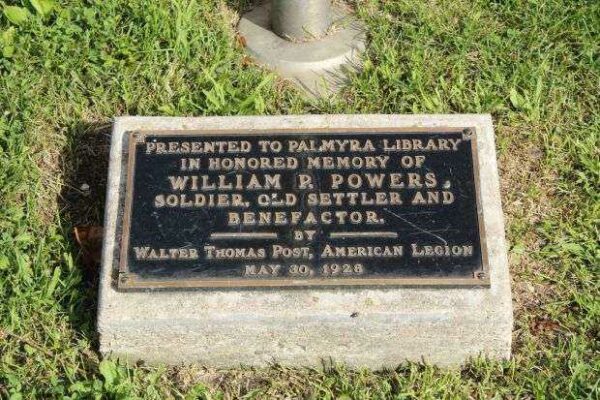 PRESENTED TO PALMYRA LIBRARY
IN HONORED MEMORY OF
WILLIAM P. POWERS,
SOLDIER, OLD SETTLER AND
BENEFACTOR.
BY
WALTER THOMAS POST, AMERICAN LEGION
MAY 30, 1928